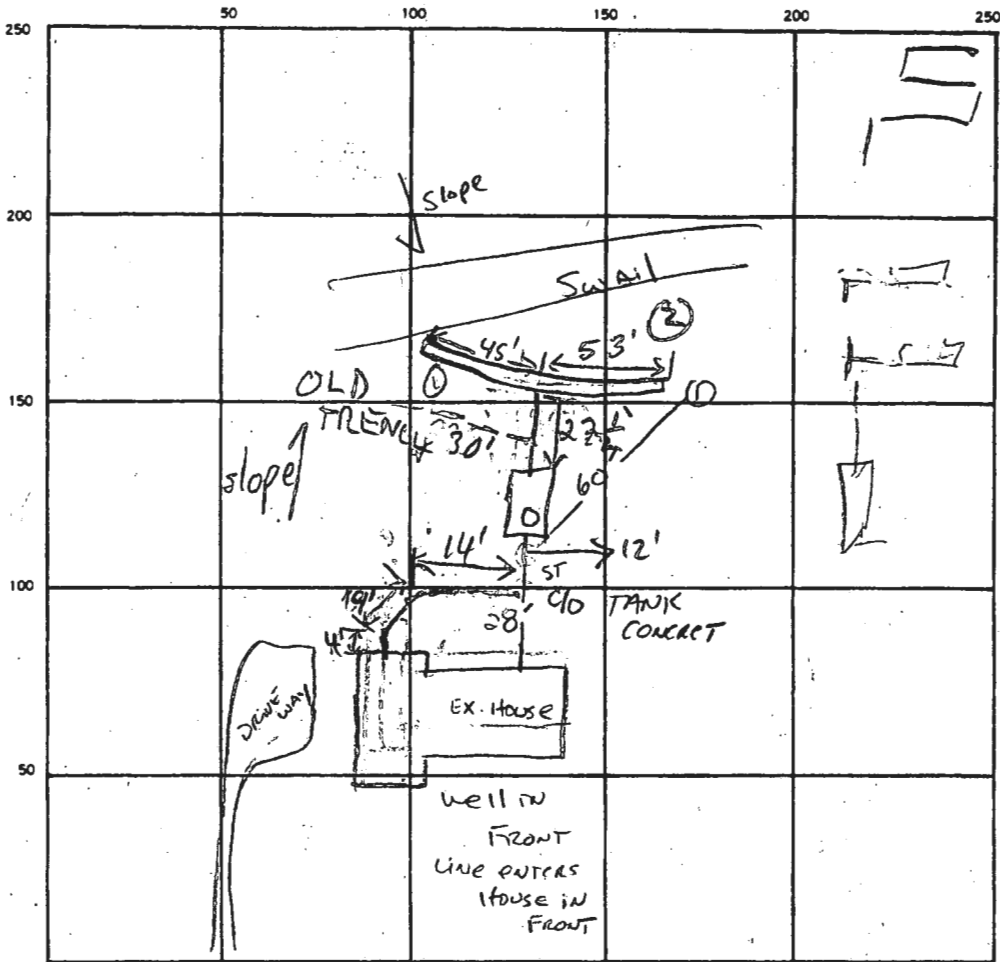 50 100 150 200 250
250
200
slope
Swail
②
45' 53'
OLD ①
150
TRENCH 30' 27 ①
slope
60
14' 12'
ST
100
19' C/O TANK
28' CONCRET
4'
DRIVE WAY
EX. HOUSE
50
well in
FRONT
LINE ENTERS
HOUSE IN
FRONT